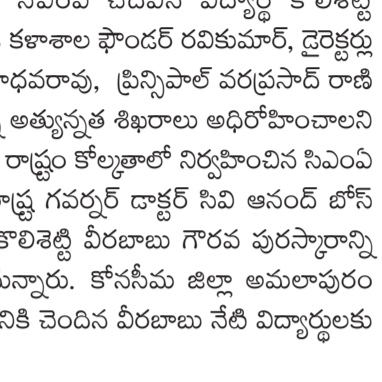 చదివిన విద్యార్థి కొలిశెట్టి
కళాశాల ఫౌండర్ రవికుమార్, డైరెక్టర్లు
ప్రిన్సిపాల్ వరప్రసాద్ రాణి
అత్యున్నత శిఖరాలు అధిరోహించాలని
రాష్ట్రం కోల్కతాలో నిర్వహించిన సిఎంఏ
గవర్నర్ డాక్టర్ సివి ఆనంద్ బోస్
కొలిశెట్టి వీరబాబు గౌరవ పురస్కారాన్ని
కోనసీమ జిల్లా అమలాపురం
చెందిన వీరబాబు నేటి విద్యార్థులకు